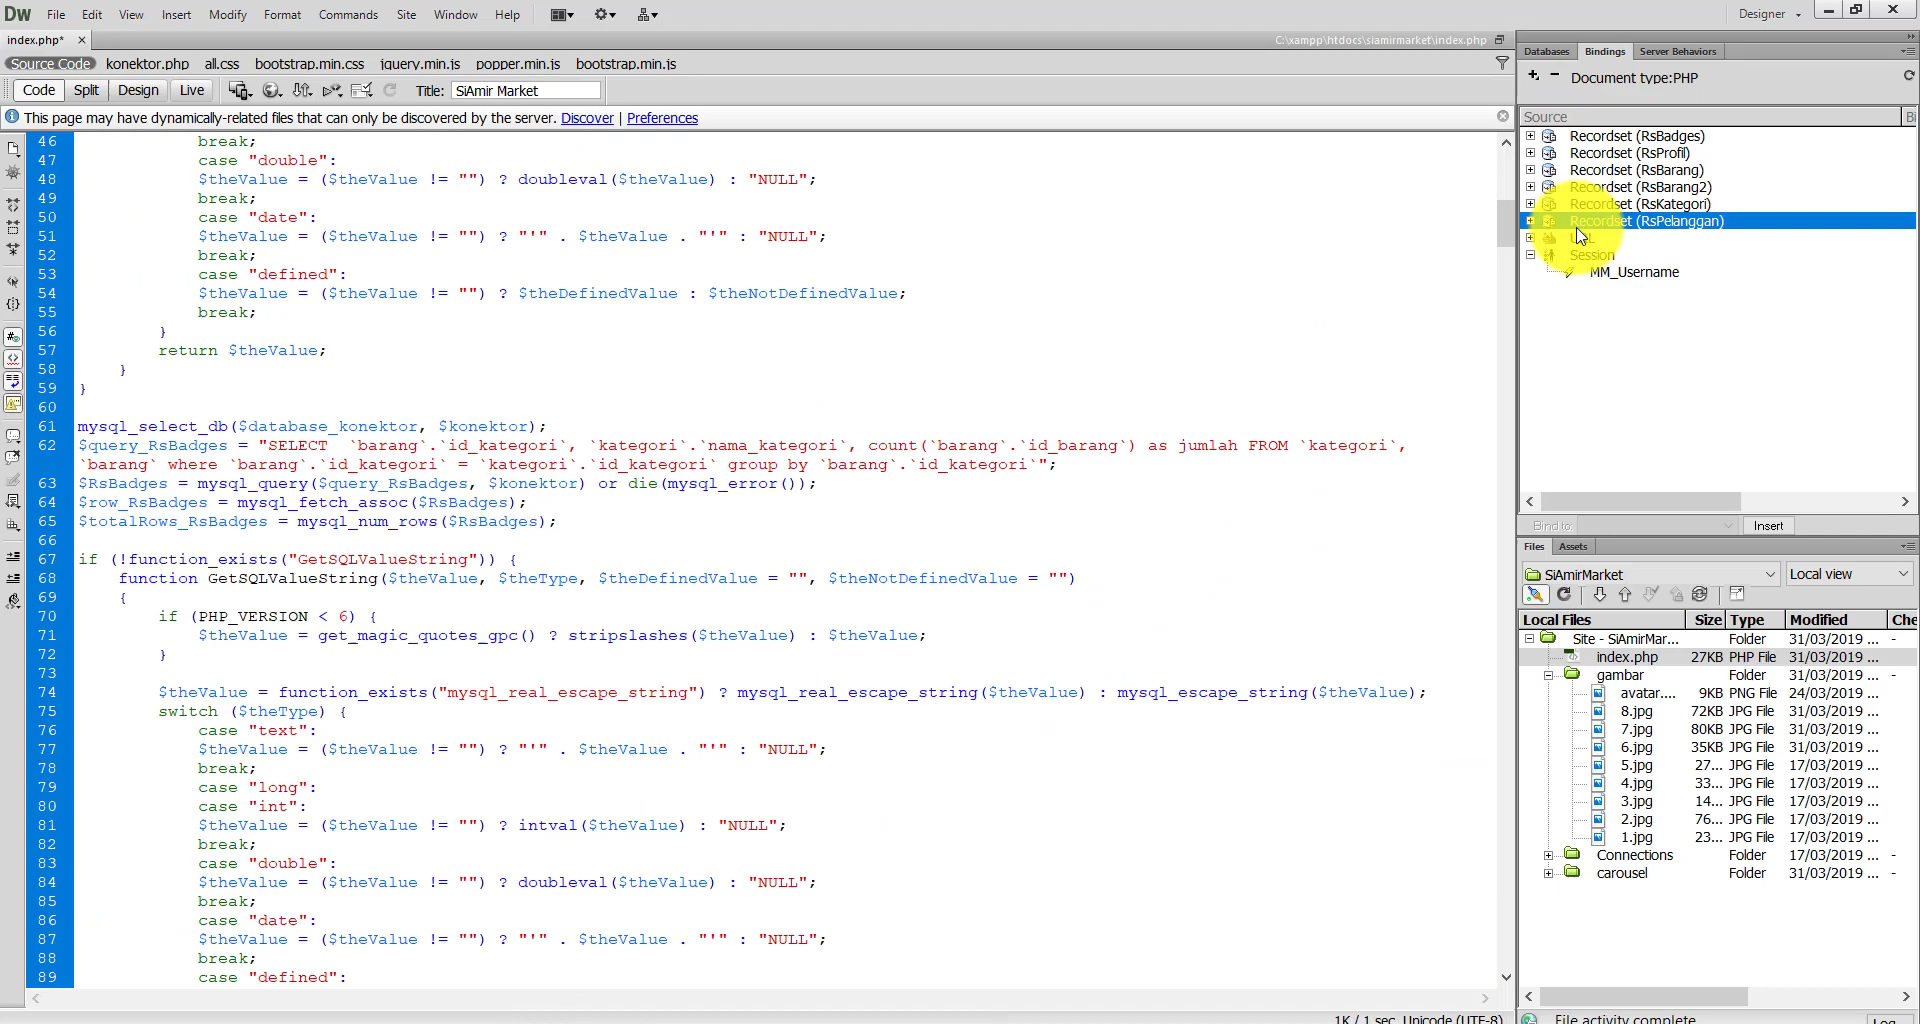 Dw File Edit View Insert Modify Format Commands Site Window Help Designer
index.php* C:\xampp\htdocs\siamirmarket\index.php
Source Code konektor.php all.css bootstrap.min.css jquery.min.js popper.min.js bootstrap.min.js
Code Split Design Live Title: SiAmir Market
This page may have dynamically-related files that can only be discovered by the server. Discover | Preferences
46 break;
47 case "double":
48 $theValue = ($theValue != "") ? doubleval($theValue) : "NULL";
49 break;
50 case "date":
51 $theValue = ($theValue != "") ? "'" . $theValue . "'" : "NULL";
52 break;
53 case "defined":
54 $theValue = ($theValue != "") ? $theDefinedValue : $theNotDefinedValue;
55 break;
56 }
57 return $theValue;
58 }
59 }
60
61 mysql_select_db($database_konektor, $konektor);
62 $query_RsBadges = "SELECT `barang`.`id_kategori`, `kategori`.`nama_kategori`, count(`barang`.`id_barang`) as jumlah FROM `kategori`,
`barang` where `barang`.`id_kategori` = `kategori`.`id_kategori` group by `barang`.`id_kategori`";
63 $RsBadges = mysql_query($query_RsBadges, $konektor) or die(mysql_error());
64 $row_RsBadges = mysql_fetch_assoc($RsBadges);
65 $totalRows_RsBadges = mysql_num_rows($RsBadges);
66
67 if (!function_exists("GetSQLValueString")) {
68 function GetSQLValueString($theValue, $theType, $theDefinedValue = "", $theNotDefinedValue = "")
69 {
70 if (PHP_VERSION < 6) {
71 $theValue = get_magic_quotes_gpc() ? stripslashes($theValue) : $theValue;
72 }
73
74 $theValue = function_exists("mysql_real_escape_string") ? mysql_real_escape_string($theValue) : mysql_escape_string($theValue);
75 switch ($theType) {
76 case "text":
77 $theValue = ($theValue != "") ? "'" . $theValue . "'" : "NULL";
78 break;
79 case "long":
80 case "int":
81 $theValue = ($theValue != "") ? intval($theValue) : "NULL";
82 break;
83 case "double":
84 $theValue = ($theValue != "") ? doubleval($theValue) : "NULL";
85 break;
86 case "date":
87 $theValue = ($theValue != "") ? "'" . $theValue . "'" : "NULL";
88 break;
89 case "defined":
1K / 1 sec Unicode (UTF-8)
Databases Bindings Server Behaviors
Document type:PHP
Source Bi
Recordset (RsBadges)
Recordset (RsProfil)
Recordset (RsBarang)
Recordset (RsBarang2)
Recordset (RsKategori)
Recordset (RsPelanggan)
Session
MM_Username
Bind to: Insert
Files Assets
SiAmirMarket Local view
Local Files Size Type Modified Che
Site - SiAmirMar... Folder 31/03/2019 ... -
index.php 27KB PHP File 31/03/2019 ...
gambar Folder 31/03/2019 ... -
avatar.... 9KB PNG File 24/03/2019 ...
8.jpg 72KB JPG File 31/03/2019 ...
7.jpg 80KB JPG File 31/03/2019 ...
6.jpg 35KB JPG File 31/03/2019 ...
5.jpg 27... JPG File 17/03/2019 ...
4.jpg 33... JPG File 17/03/2019 ...
3.jpg 14... JPG File 17/03/2019 ...
2.jpg 76... JPG File 17/03/2019 ...
1.jpg 23... JPG File 17/03/2019 ...
Connections Folder 17/03/2019 ... -
carousel Folder 31/03/2019 ... -
File activity complete. Log...